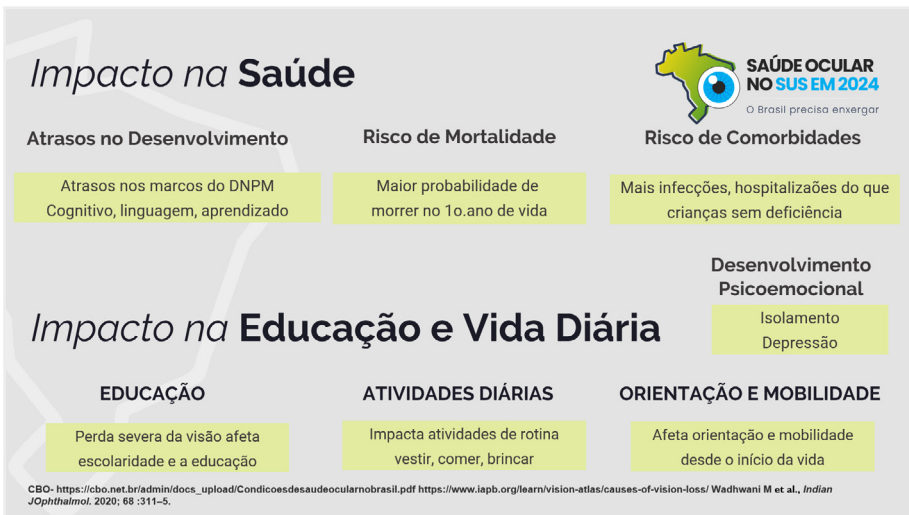 Impacto na Saúde
SAÚDE OCULAR
NO SUS EM 2024
O Brasil precisa enxergar
Atrasos no Desenvolvimento
Atrasos nos marcos do DNPM
Cognitivo, linguagem, aprendizado
Risco de Mortalidade
Maior probabilidade de
morrer no 1o.ano de vida
Risco de Comorbidades
Mais infecções, hospitalizaões do que
crianças sem deficiência
Desenvolvimento
Psicoemocional
Isolamento
Depressão
Impacto na Educação e Vida Diária
EDUCAÇÃO
Perda severa da visão afeta
escolaridade e a educação
ATIVIDADES DIÁRIAS
Impacta atividades de rotina
vestir, comer, brincar
ORIENTAÇÃO E MOBILIDADE
Afeta orientação e mobilidade
desde o início da vida
CBO- https://cbo.net.br/admin/docs_upload/Condicoesdesaudeocularnobrasil.pdf https://www.iapb.org/learn/vision-atlas/causes-of-vision-loss/ Wadhwani M et al., Indian
JOphthalmol. 2020; 68 :311–5.